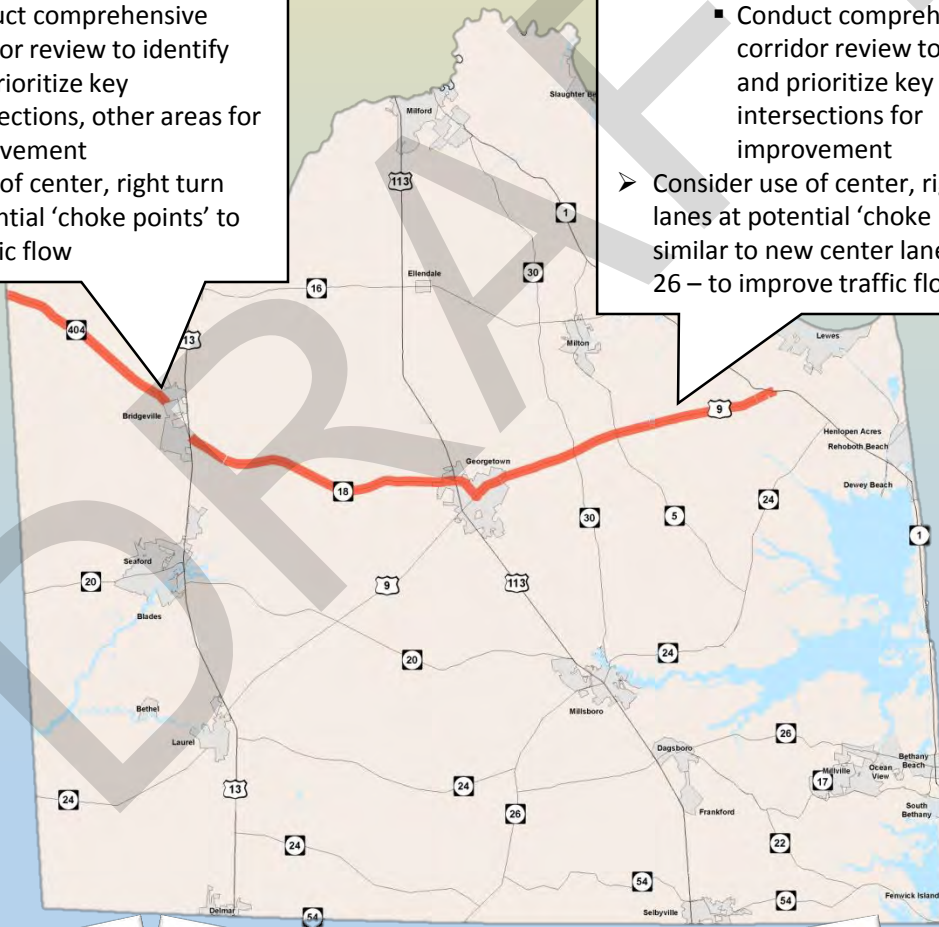 uct comprehensive
or review to identify
rioritize key
ections, other areas for
vement
of center, right turn
ntial 'choke points' to
ic flow
▪ Conduct compreh
corridor review to
and prioritize key
intersections for
improvement
➢ Consider use of center, ri
lanes at potential 'choke
similar to new center lane
26 – to improve traffic flo
DRAFT
Slaughter Be
Milford
113
1
30
Ellendale
16
404
13
Milton
Lewes
Bridgeville
9
Henlopen Acres
Rehoboth Beach
Georgetown
Dewey Beach
18
24
30
5
1
Seaford
20
9
113
Blades
24
20
Bethel
Millsboro
Laurel
26
Dagsboro
Bethany
Beach
Ocean
View
Millville
17
13
24
24
South
Bethany
Frankford
26
22
24
54
54
Fenwick Island
Delmar
54
Selbyville